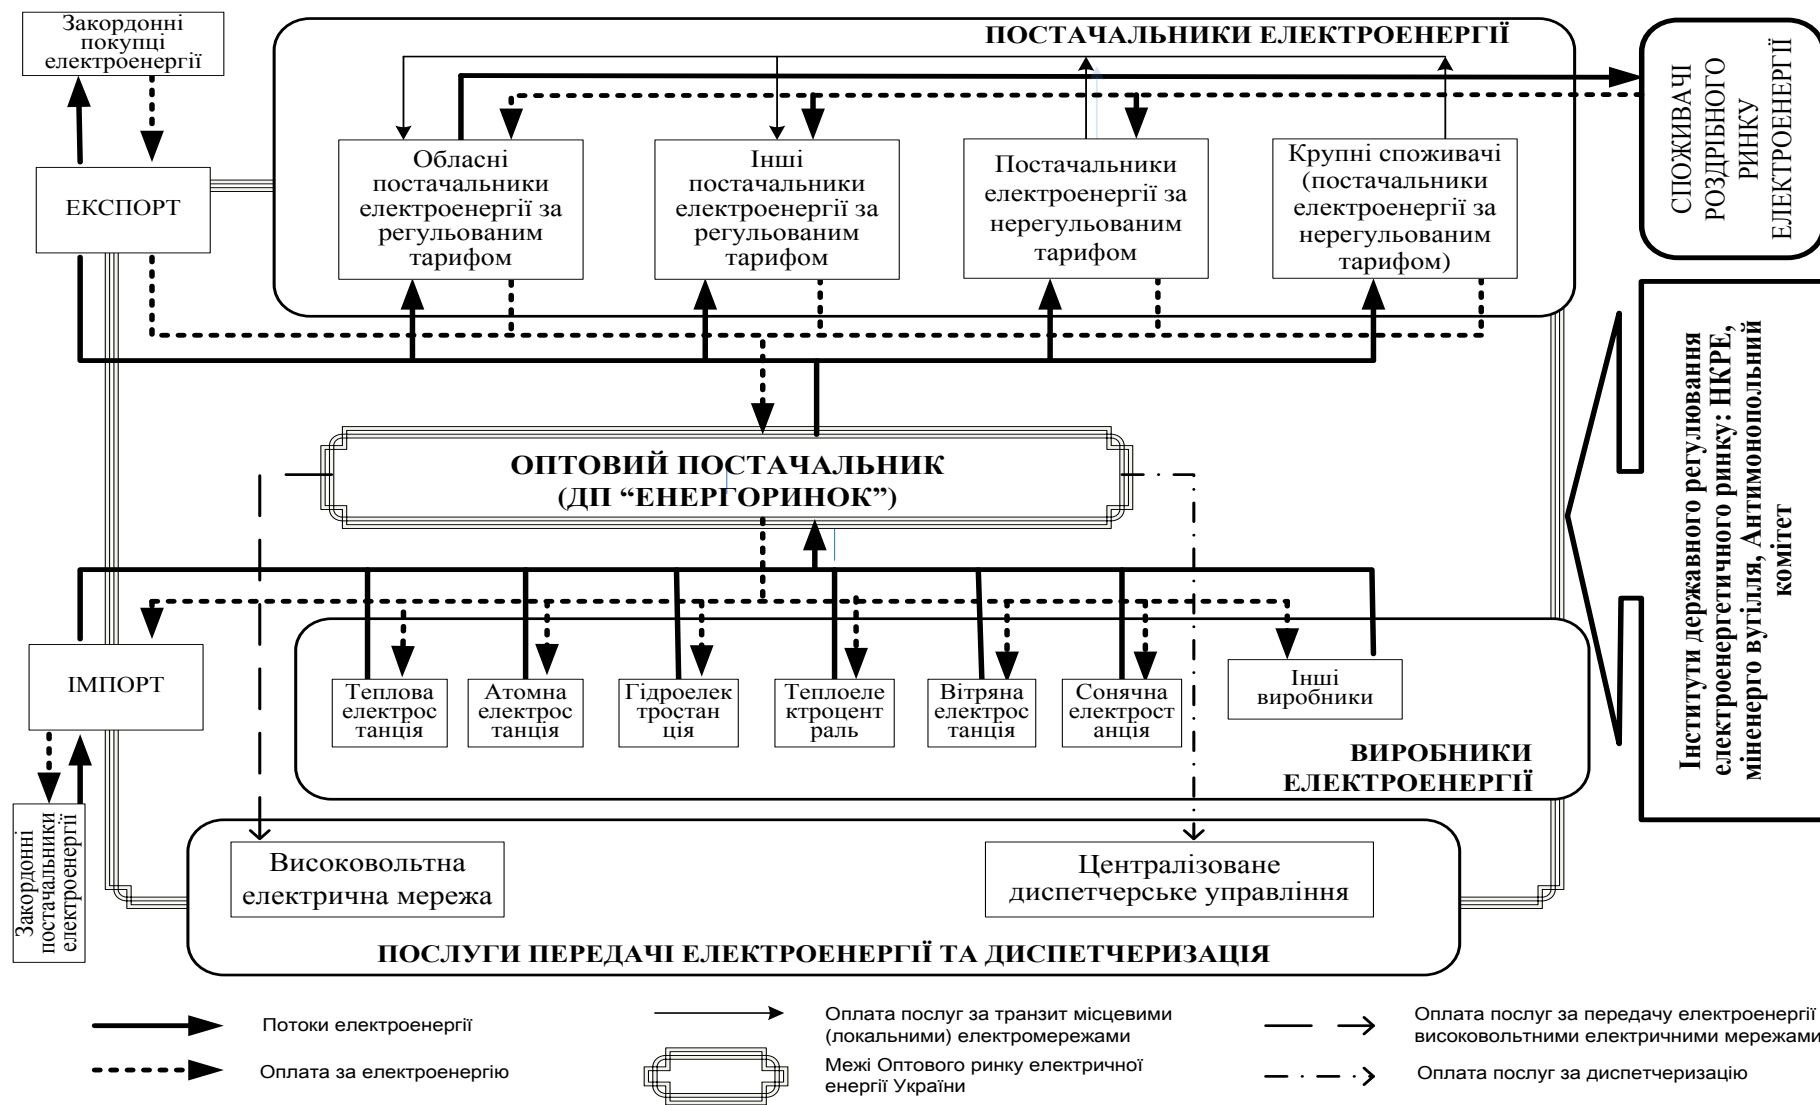 Закордонні
покупці
електроенергії
ПОСТАЧАЛЬНИКИ ЕЛЕКТРОЕНЕРГІЇ
СПОЖИВАЧІ
РОЗДРІБНОГО
РИНКУ
ЕЛЕКТРОЕНЕРГІЇ
ЕКСПОРТ
Обласні
постачальники
електроенергії за
регульованим
тарифом
Інші
постачальники
електроенергії за
регульованим
тарифом
Постачальники
електроенергії за
нерегульованим
тарифом
Крупні споживачі
(постачальники
електроенергії за
нерегульованим
тарифом)
Інститути державного регулювання
електроенергетичного ринку: НКРЕ,
міненерго вугілля, Антимонопольний
комітет
ОПТОВИЙ ПОСТАЧАЛЬНИК
(ДП “ЕНЕРГОРИНОК”)
ІМПОРТ
Теплова
електрос
танція
Атомна
електрос
танція
Гідроелек
тростан
ція
Теплоеле
ктроцент
раль
Вітряна
електрос
танція
Сонячна
електрост
анція
Інші
виробники
ВИРОБНИКИ
ЕЛЕКТРОЕНЕРГІЇ
Закордонні
постачальники
електроенергії
Високовольтна
електрична мережа
Централізоване
диспетчерське управління
ПОСЛУГИ ПЕРЕДАЧІ ЕЛЕКТРОЕНЕРГІЇ ТА ДИСПЕТЧЕРИЗАЦІЯ
Потоки електроенергії
Оплата за електроенергію
Оплата послуг за транзит місцевими
(локальними) електромережами
Межі Оптового ринку електричної
енергії України
Оплата послуг за передачу електроенергії
високовольтними електричними мережами
Оплата послуг за диспетчеризацію